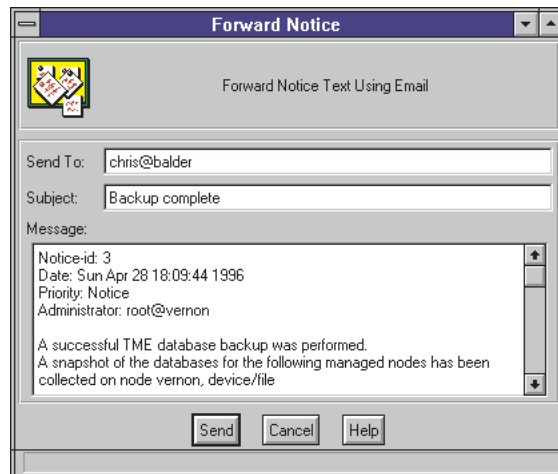 Forward Notice
Forward Notice Text Using Email
Send To: chris@balder
Subject: Backup complete
Message:
Notice-id: 3
Date: Sun Apr 28 18:09:44 1996
Priority: Notice
Administrator: root@vernon
A successful TME database backup was performed.
A snapshot of the databases for the following managed nodes has been
collected on node vernon, device/file
Send Cancel Help